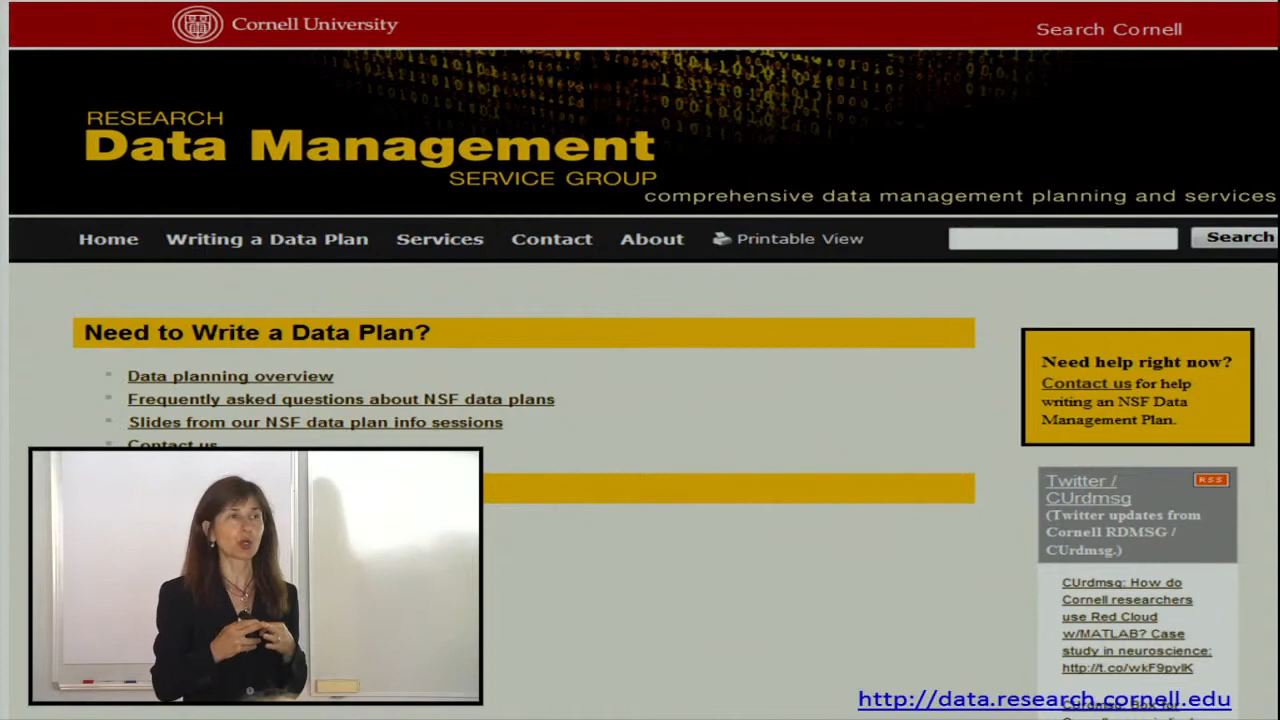 Cornell University
Search Cornell
RESEARCH
Data Management
SERVICE GROUP
comprehensive data management planning and services
Home Writing a Data Plan Services Contact About Printable View Search
Need to Write a Data Plan?
Data planning overview
Frequently asked questions about NSF data plans
Slides from our NSF data plan info sessions
Contact us
Need help right now?
Contact us for help
writing an NSF Data
Management Plan.
Twitter / RSS
CUrdmsg
(Twitter updates from
Cornell RDMSG /
CUrdmsg.)
CUrdmsg: How do
Cornell researchers
use Red Cloud
w/MATLAB? Case
study in neuroscience:
http://t.co/wkF9pyIK
http://data.research.cornell.edu